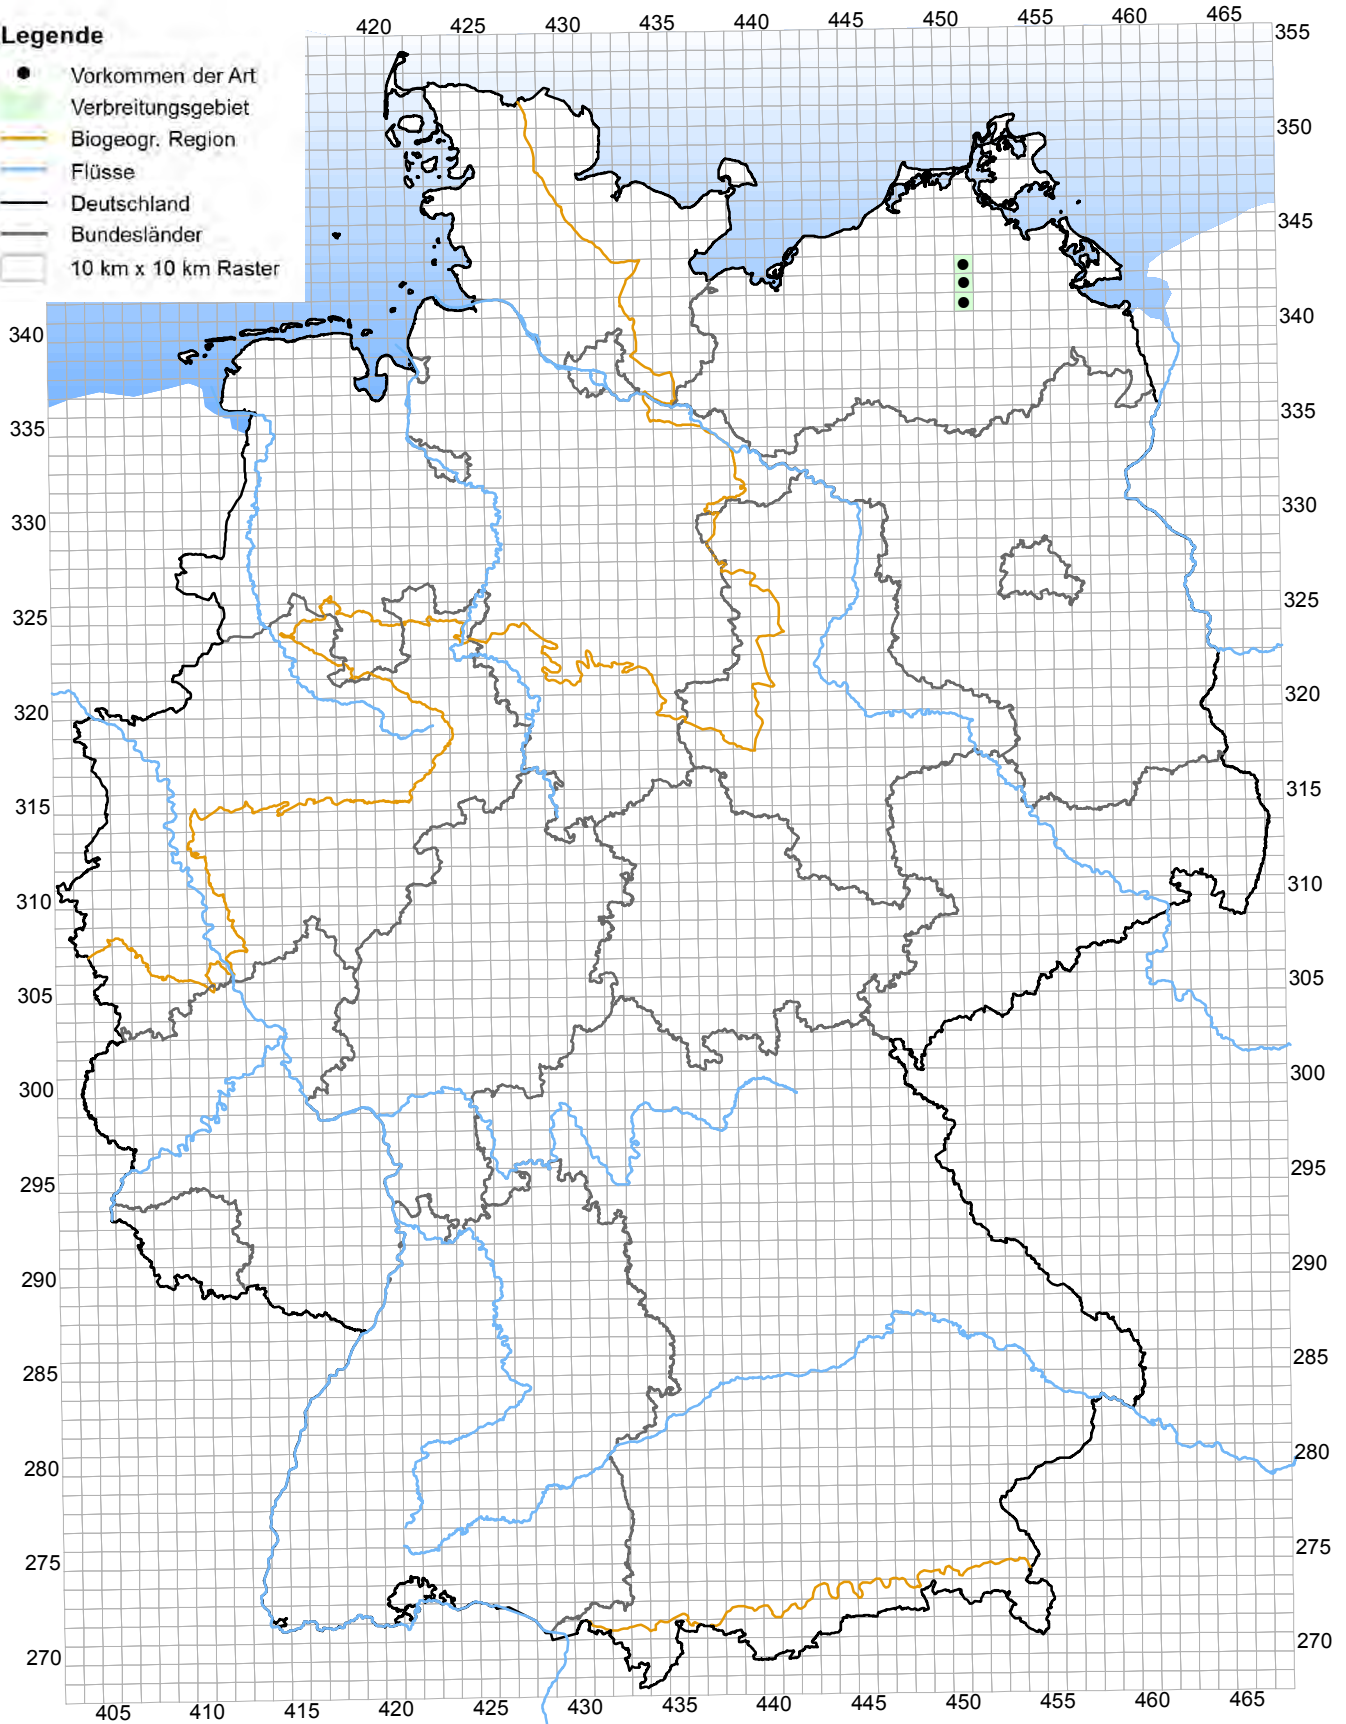 Legende
Vorkommen der Art
Verbreitungsgebiet
Biogeogr. Region
Flüsse
Deutschland
Bundesländer
10 km x 10 km Raster
420 425 430 435 440 445 450 455 460 465
355
350
345
340 340
335 335
330 330
325 325
320 320
315 315
310 310
305 305
300 300
295 295
290 290
285 285
280 280
275 275
270 270
405 410 415 420 425 430 435 440 445 450 455 460 465